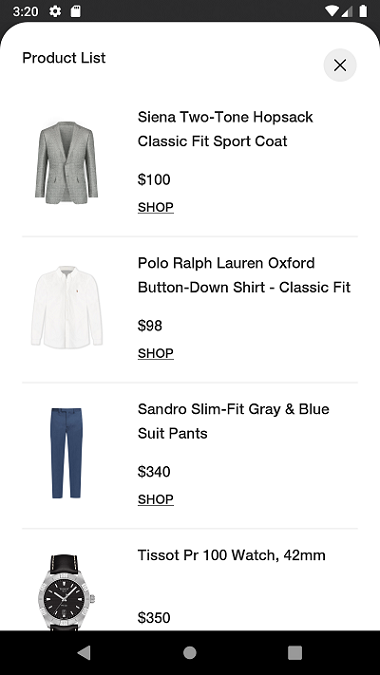 3:20
Product List
Siena Two-Tone Hopsack
Classic Fit Sport Coat
$100
SHOP
Polo Ralph Lauren Oxford
Button-Down Shirt - Classic Fit
$98
SHOP
Sandro Slim-Fit Gray & Blue
Suit Pants
$340
SHOP
Tissot Pr 100 Watch, 42mm
$350